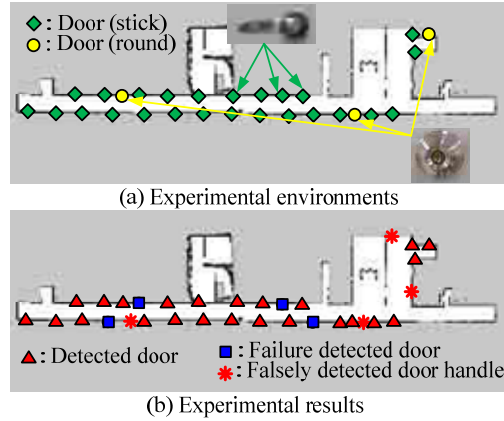 : Door (stick)
: Door (round)
(a) Experimental environments
: Detected door
: Failure detected door
: Falsely detected door handle
(b) Experimental results